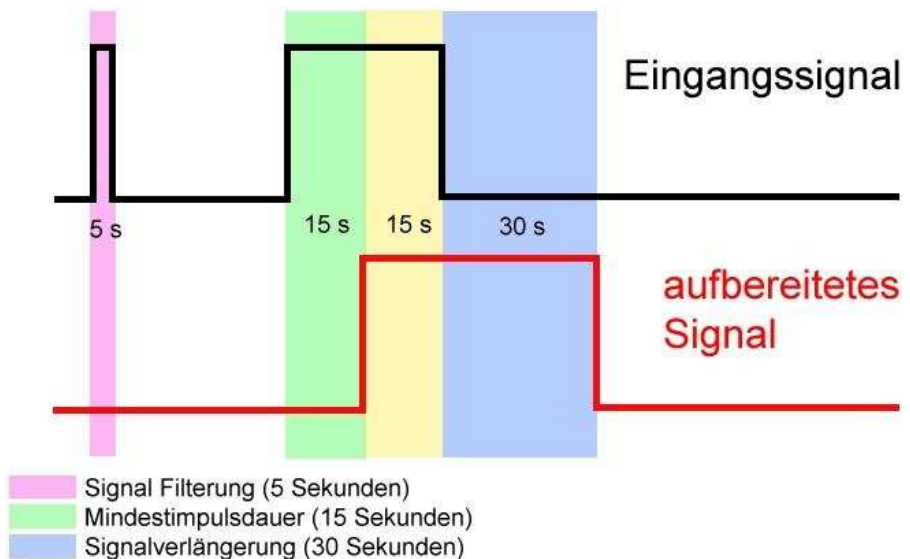 Eingangssignal
5 s
15 s
15 s
30 s
aufbereitetes
Signal
Signal Filterung (5 Sekunden)
Mindestimpulsdauer (15 Sekunden)
Signalverlängerung (30 Sekunden)